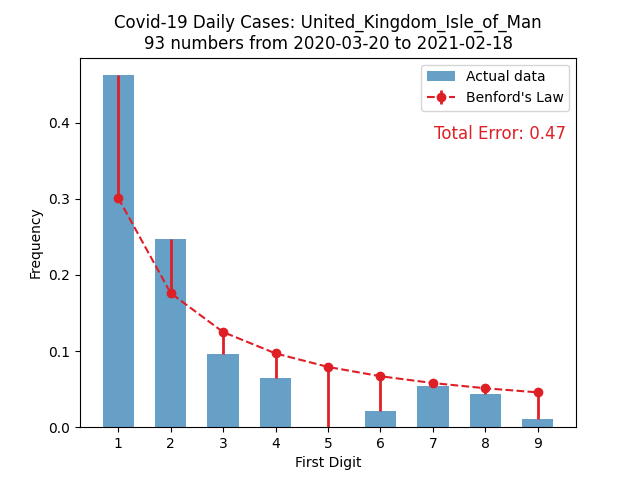 Covid-19 Daily Cases: United_Kingdom_Isle_of_Man
93 numbers from 2020-03-20 to 2021-02-18
Actual data
Benford's Law
Total Error: 0.47
Frequency
0.4
0.3
0.2
0.1
0.0
1 2 3 4 5 6 7 8 9
First Digit